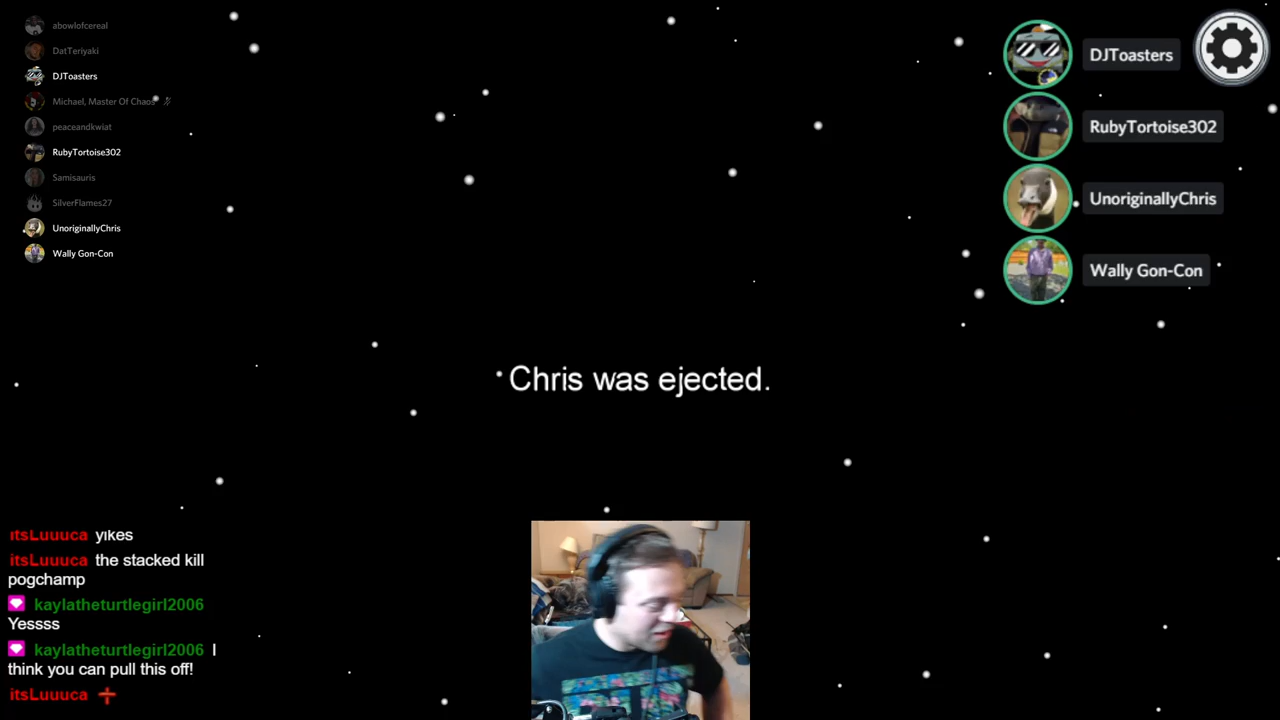 abowlofcereal
DatTeriyaki
DJToasters
Michael, Master Of Chaos
peaceandkwiat
RubyTortoise302
Samisauris
SilverFlames27
UnoriginallyChris
Wally Gon-Con
DJToasters
RubyTortoise302
UnoriginallyChris
Wally Gon-Con
Chris was ejected.
itsLuuuca yikes
itsLuuuca the stacked kill
pogchamp
kaylatheturtlegirl2006
Yessss
kaylatheturtlegirl2006 I
think you can pull this off!
itsLuuuca